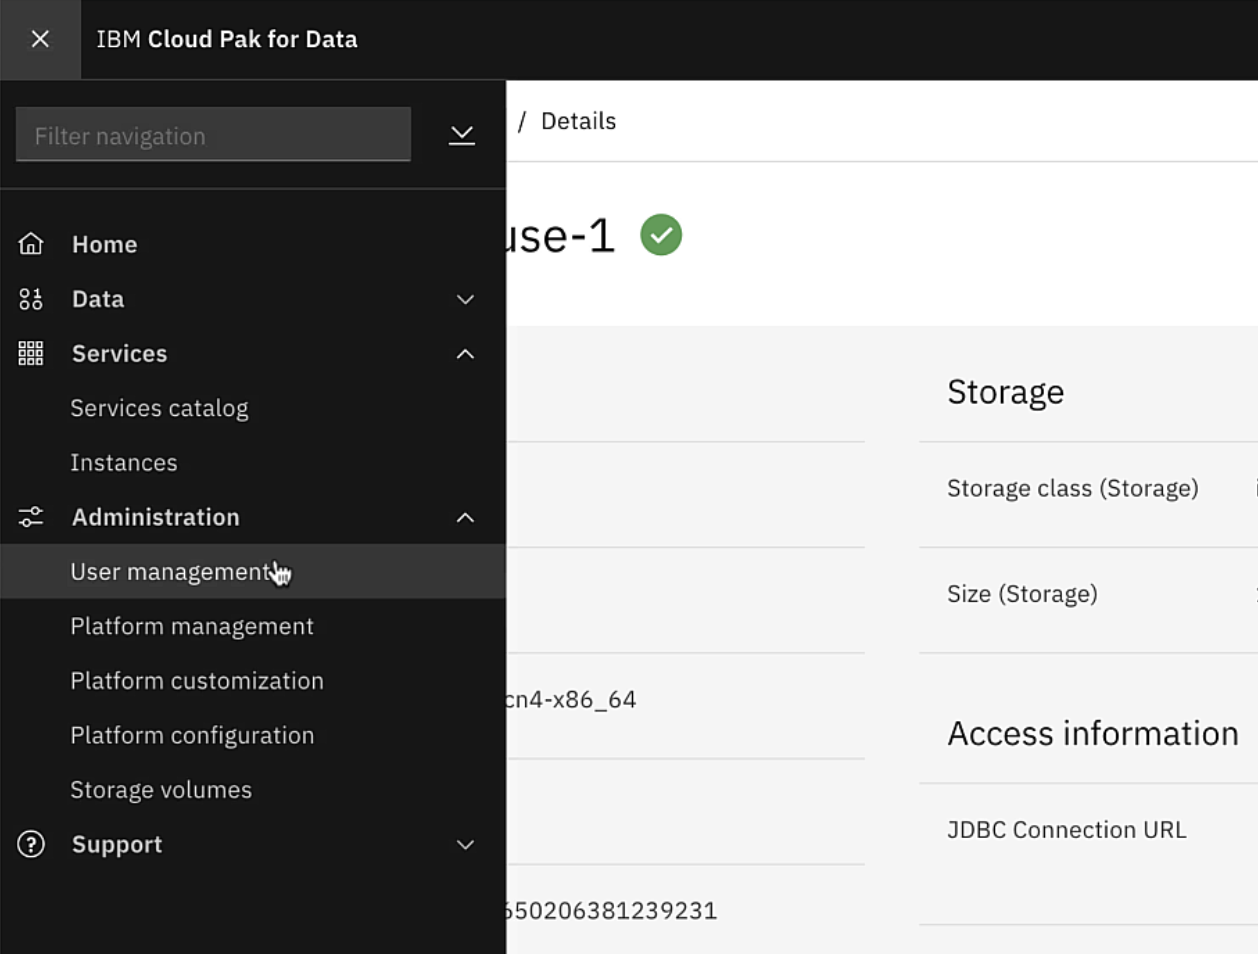 IBM Cloud Pak for Data
Filter navigation
/ Details
Home
Data
Services
Services catalog
Instances
Administration
User management
Platform management
Platform customization
Platform configuration
Storage volumes
Support
use-1
cn4-x86_64
650206381239231
Storage
Storage class (Storage)
Size (Storage)
Access information
JDBC Connection URL